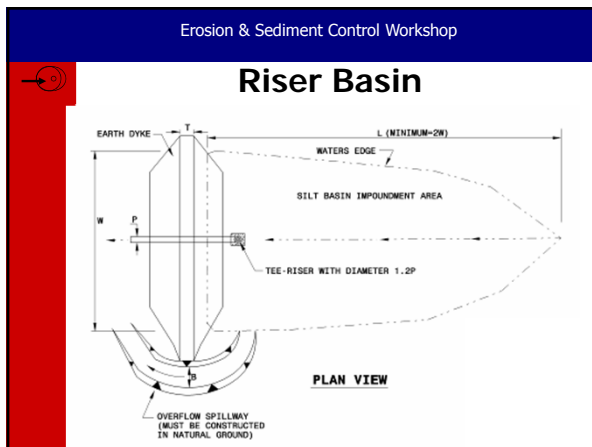 Erosion & Sediment Control Workshop
Riser Basin
T
L (MINIMUM=2W)
EARTH DYKE
WATERS EDGE
SILT BASIN IMPOUNDMENT AREA
W
P
TEE-RISER WITH DIAMETER 1.2P
B
PLAN VIEW
OVERFLOW SPILLWAY
(MUST BE CONSTRUCTED
IN NATURAL GROUND)